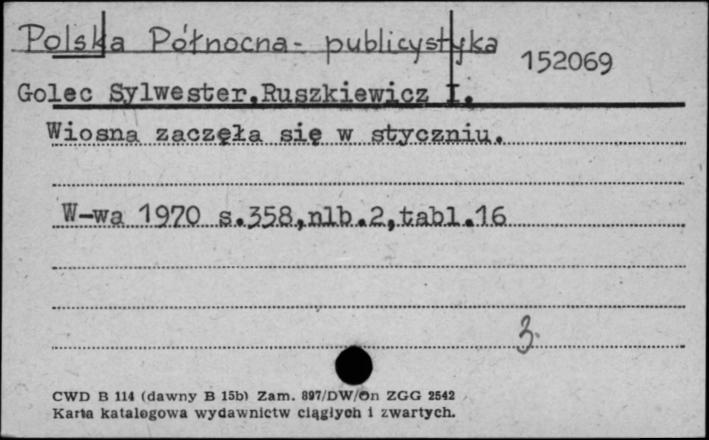 Polska Północna - publicystyka
152069
Golec Sylwester.Ruszkiewicz I.
Wiosna zaczęła się w styczniu.
W-wa 1970 s.358,nlb.2,tabl.16
3.
CWD B 114 (dawny B 15b) Zam. 897/DW/On ZGG 2542
Karta katalogowa wydawnictw ciągłych i zwartych.